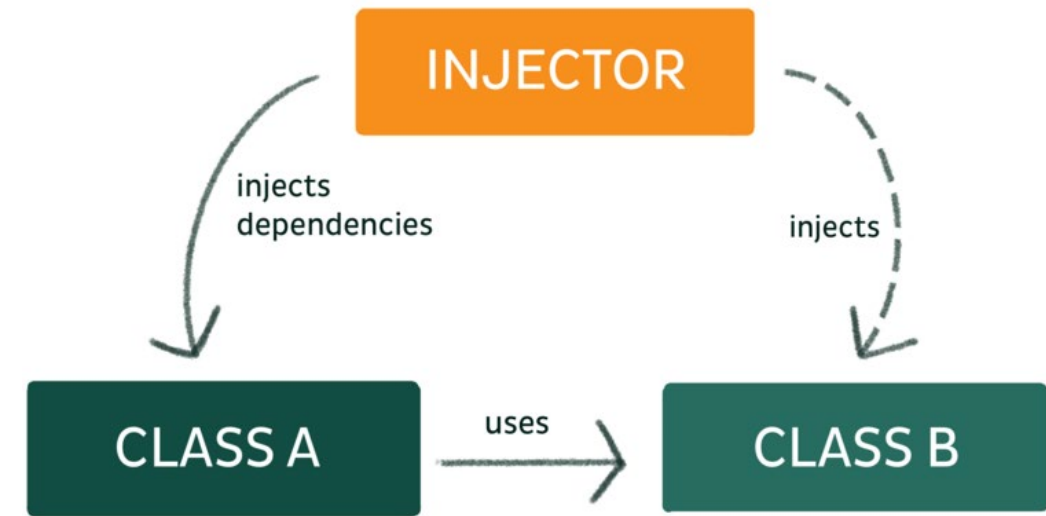 INJECTOR
injects
dependencies
injects
CLASS A
uses
CLASS B